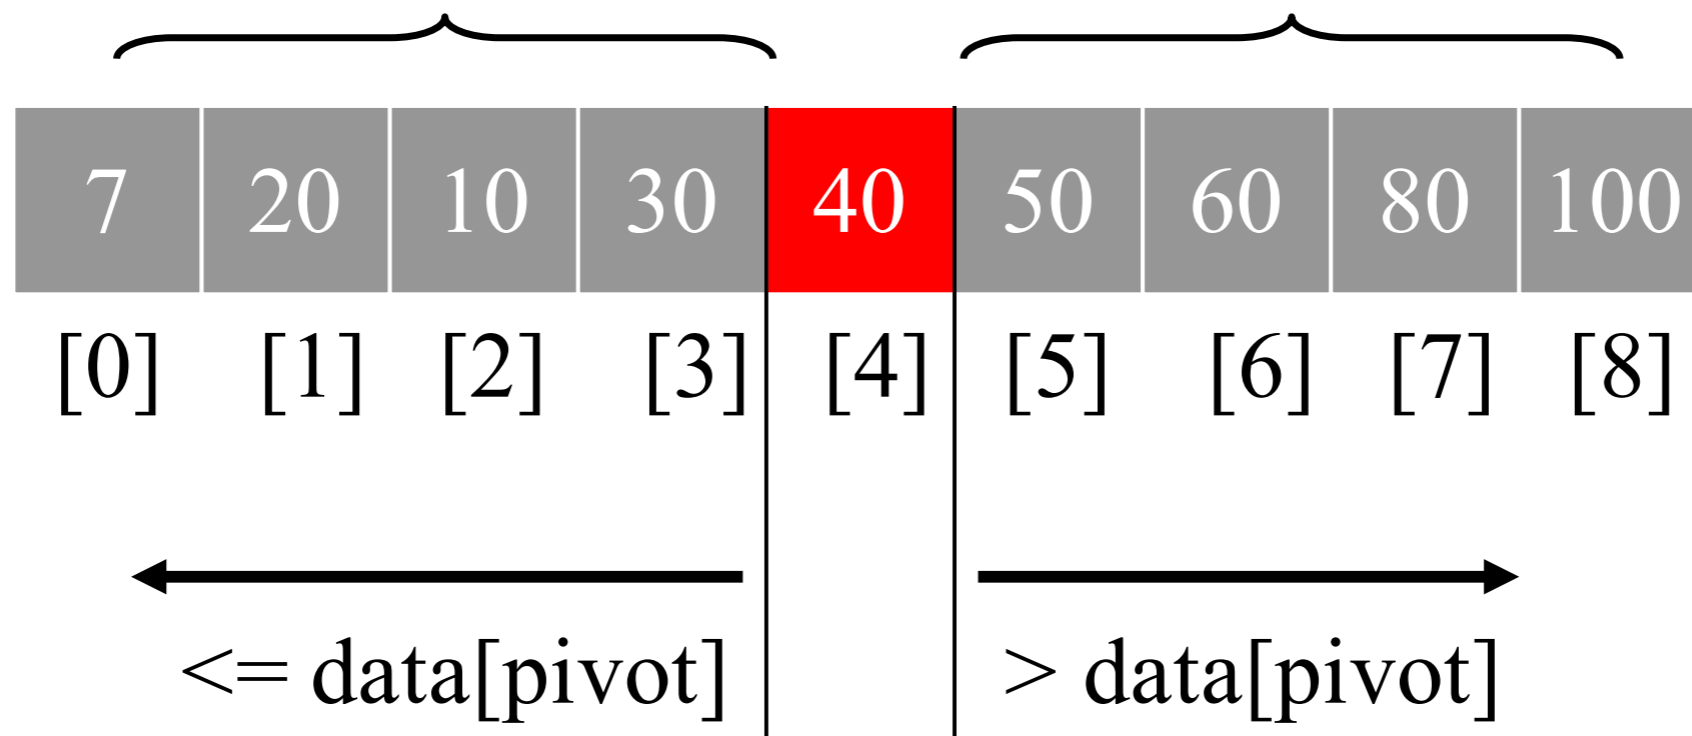 7 20 10 30 40 50 60 80 100
[0] [1] [2] [3] [4] [5] [6] [7] [8]
<= data[pivot] > data[pivot]